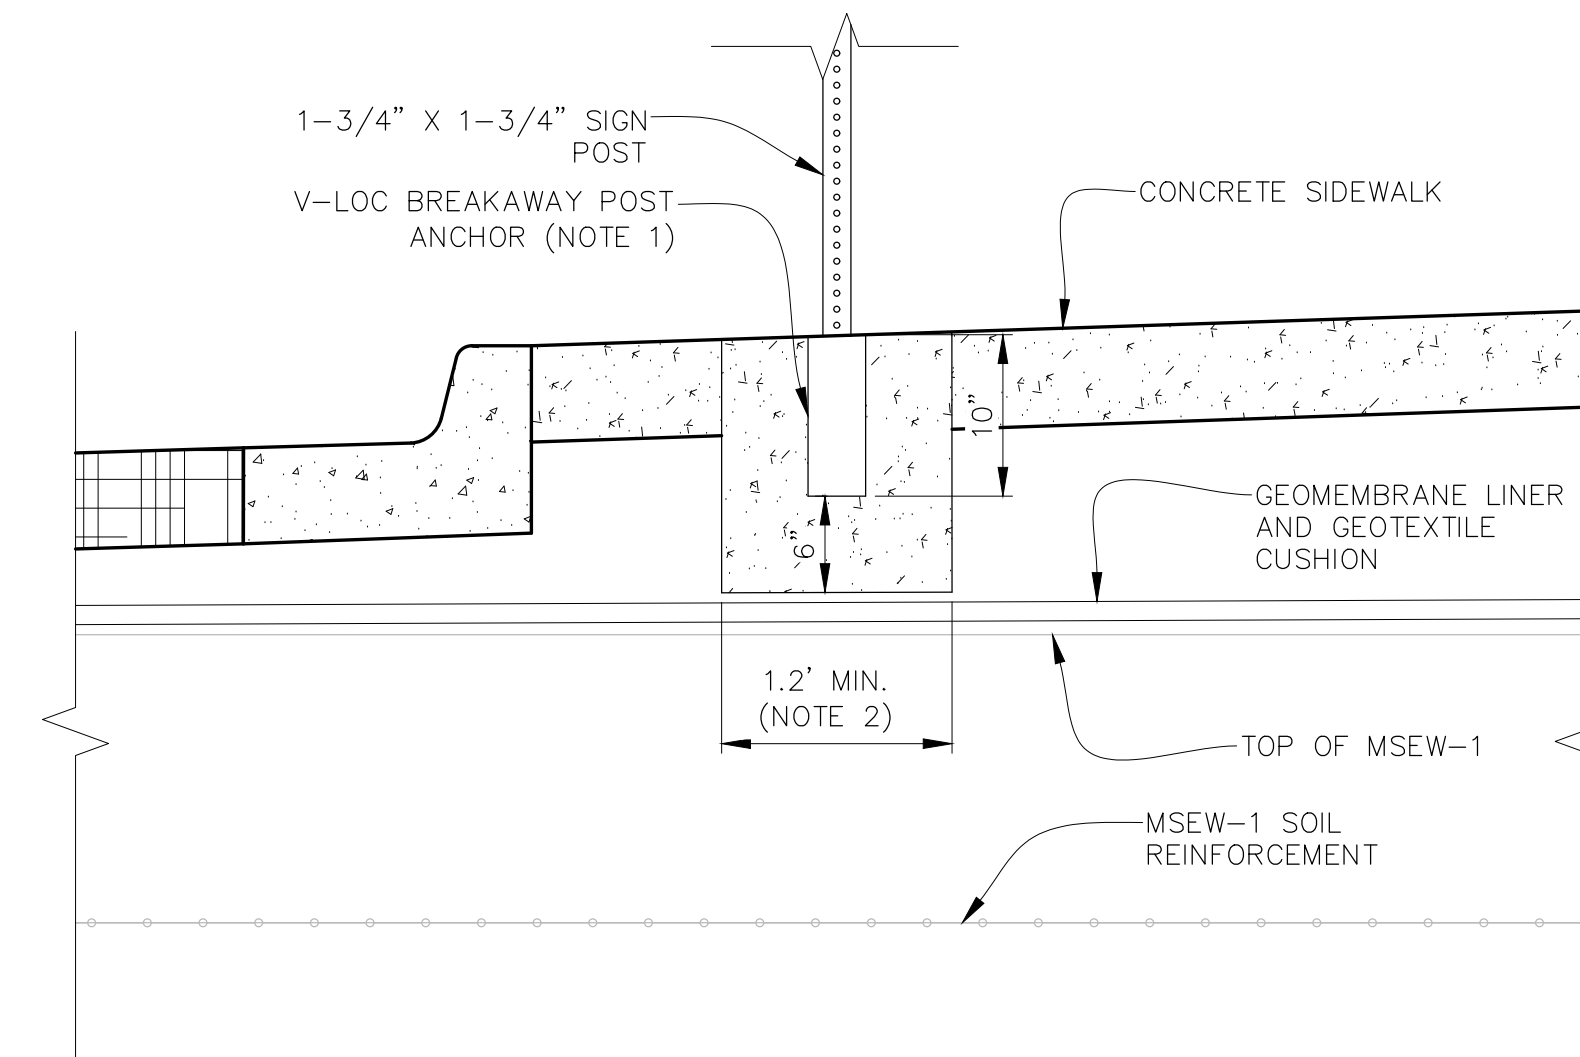 1-3/4" X 1-3/4" SIGN
POST
V-LOC BREAKAWAY POST
ANCHOR (NOTE 1)
CONCRETE SIDEWALK
10"
GEOMEMBRANE LINER
AND GEOTEXTILE
CUSHION
6"
1.2' MIN.
(NOTE 2)
TOP OF MSEW-1
MSEW-1 SOIL
REINFORCEMENT